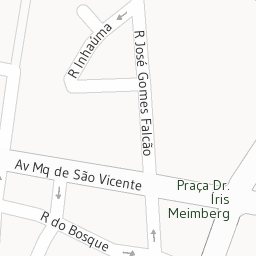 R Inhaúma
R José Gomes Falcão
Av Mq de São Vicente
Praça Dr.
Íris
Meimberg
R do Bosque